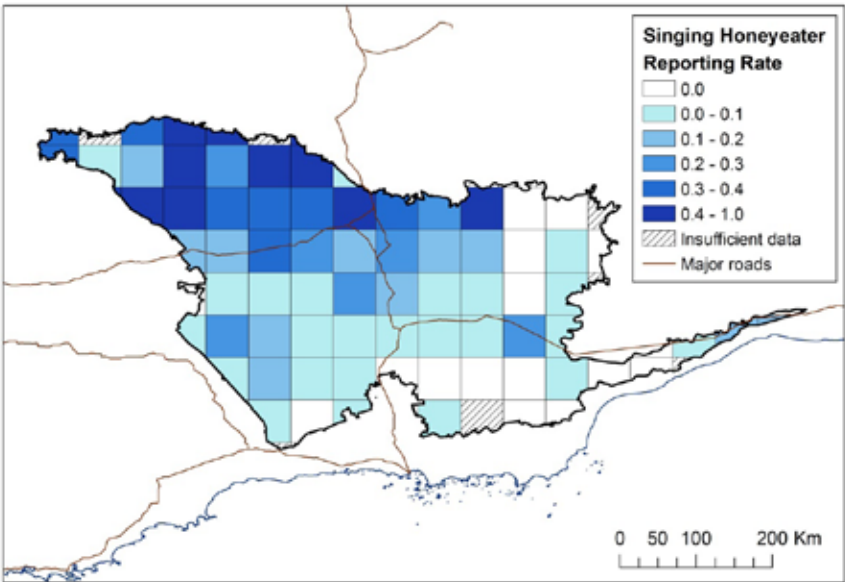 Singing Honeyeater
Reporting Rate
0.0
0.0 - 0.1
0.1 - 0.2
0.2 - 0.3
0.3 - 0.4
0.4 - 1.0
Insufficient data
Major roads
0 50 100 200 Km